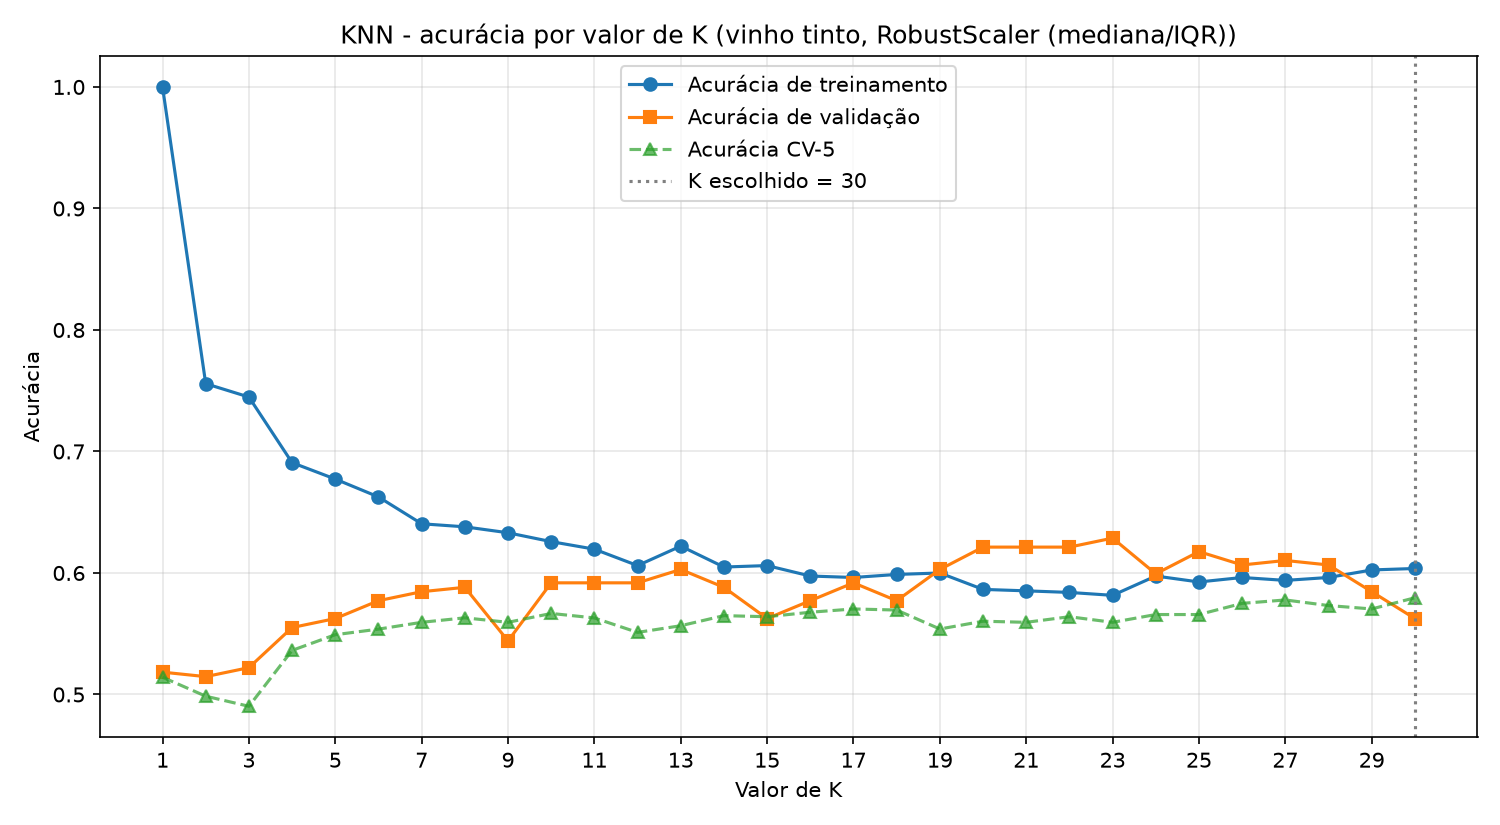 KNN - acurácia por valor de K (vinho tinto, RobustScaler (mediana/IQR))
Acurácia de treinamento
Acurácia de validação
Acurácia CV-5
K escolhido = 30
1.0
0.9
0.8
0.7
0.6
0.5
Acurácia
1 3 5 7 9 11 13 15 17 19 21 23 25 27 29
Valor de K